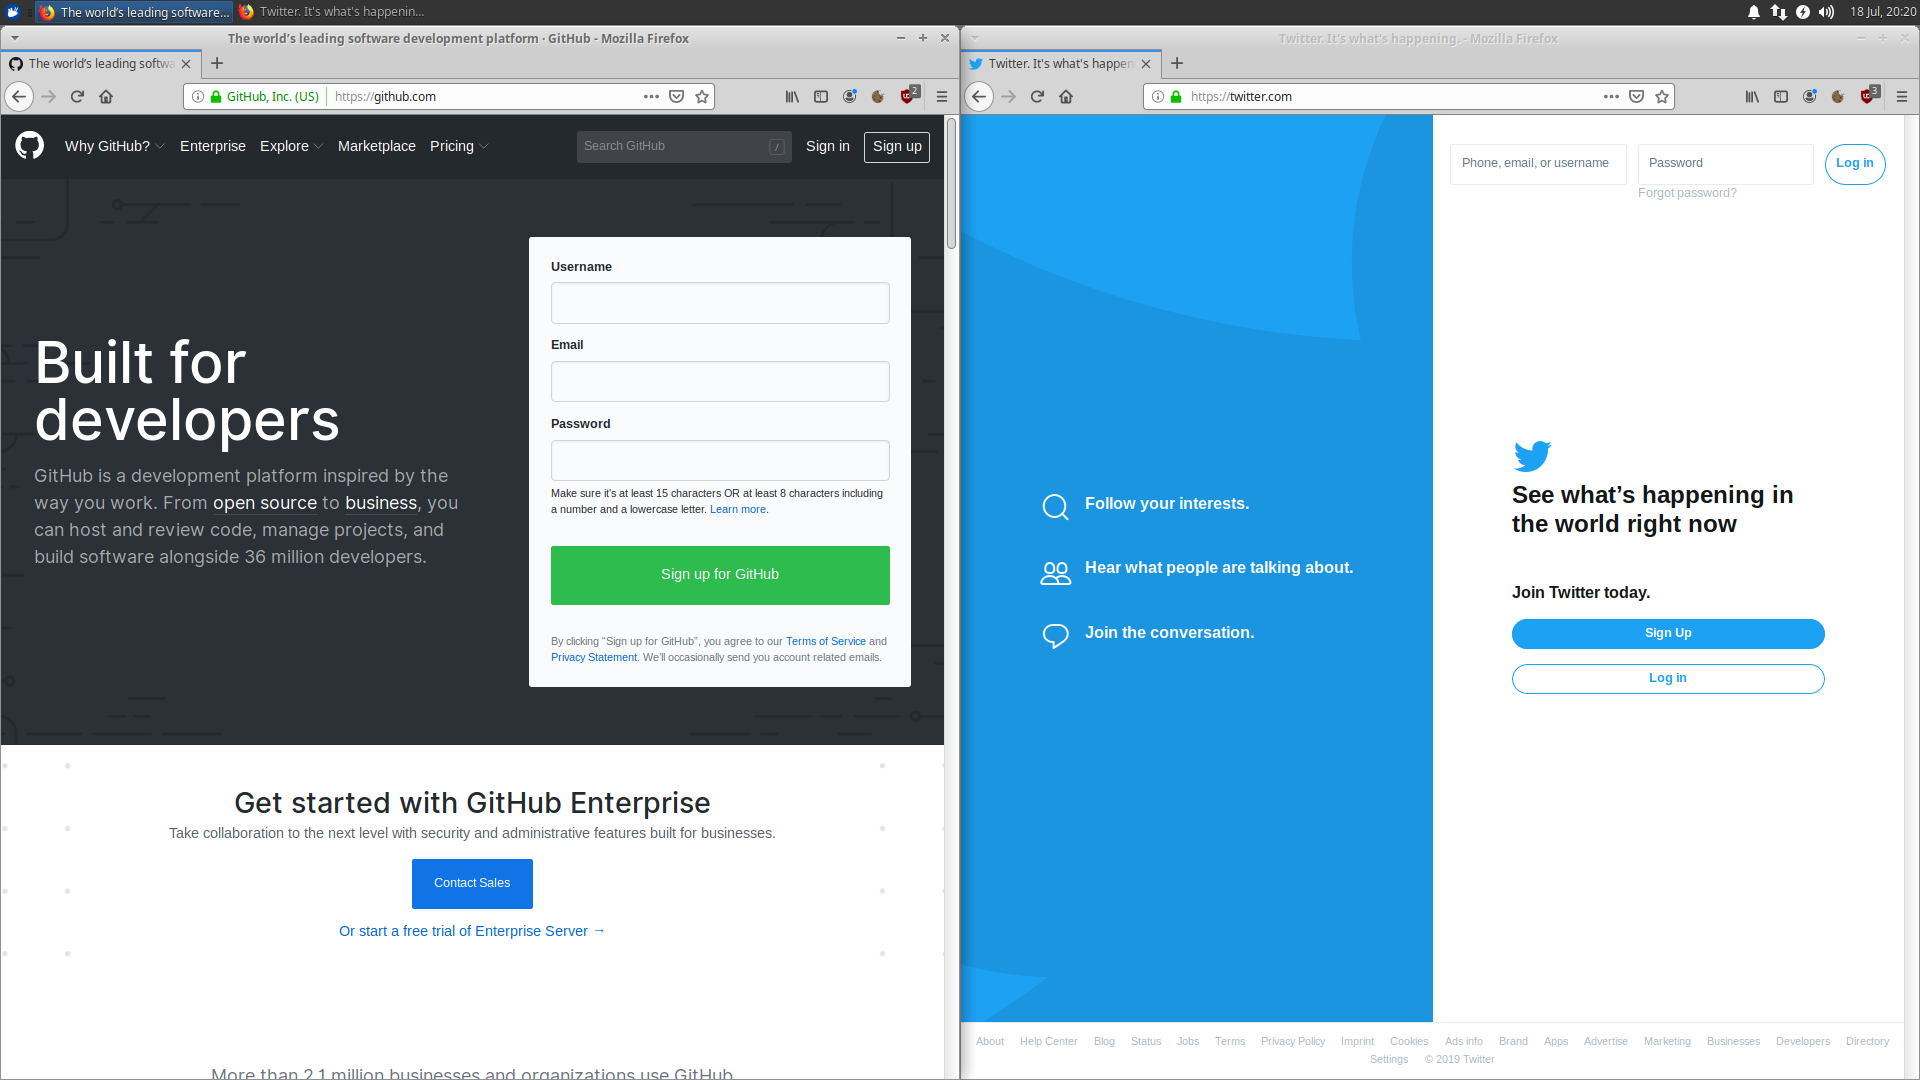 The world's leading software...
Twitter. It's what's happenin...
18 Jul, 20:20
The world's leading software development platform · GitHub - Mozilla Firefox
The world's leading softwa
GitHub, Inc. (US)
https://github.com
2
Why GitHub?
Enterprise
Explore
Marketplace
Pricing
Search GitHub
/
Sign in
Sign up
Built for
developers
GitHub is a development platform inspired by the
way you work. From open source to business, you
can host and review code, manage projects, and
build software alongside 36 million developers.
Username
Email
Password
Make sure it's at least 15 characters OR at least 8 characters including
a number and a lowercase letter. Learn more.
Sign up for GitHub
By clicking “Sign up for GitHub”, you agree to our Terms of Service and
Privacy Statement. We'll occasionally send you account related emails.
Get started with GitHub Enterprise
Take collaboration to the next level with security and administrative features built for businesses.
Contact Sales
Or start a free trial of Enterprise Server →
More than 2.1 million businesses and organizations use GitHub
Twitter. It's what's happening. - Mozilla Firefox
Twitter. It's what's happen
https://twitter.com
3
Phone, email, or username
Password
Log in
Forgot password?
Follow your interests.
Hear what people are talking about.
Join the conversation.
See what’s happening in
the world right now
Join Twitter today.
Sign Up
Log in
About Help Center Blog Status Jobs Terms Privacy Policy Imprint Cookies Ads info Brand Apps Advertise Marketing Businesses Developers Directory
Settings © 2019 Twitter